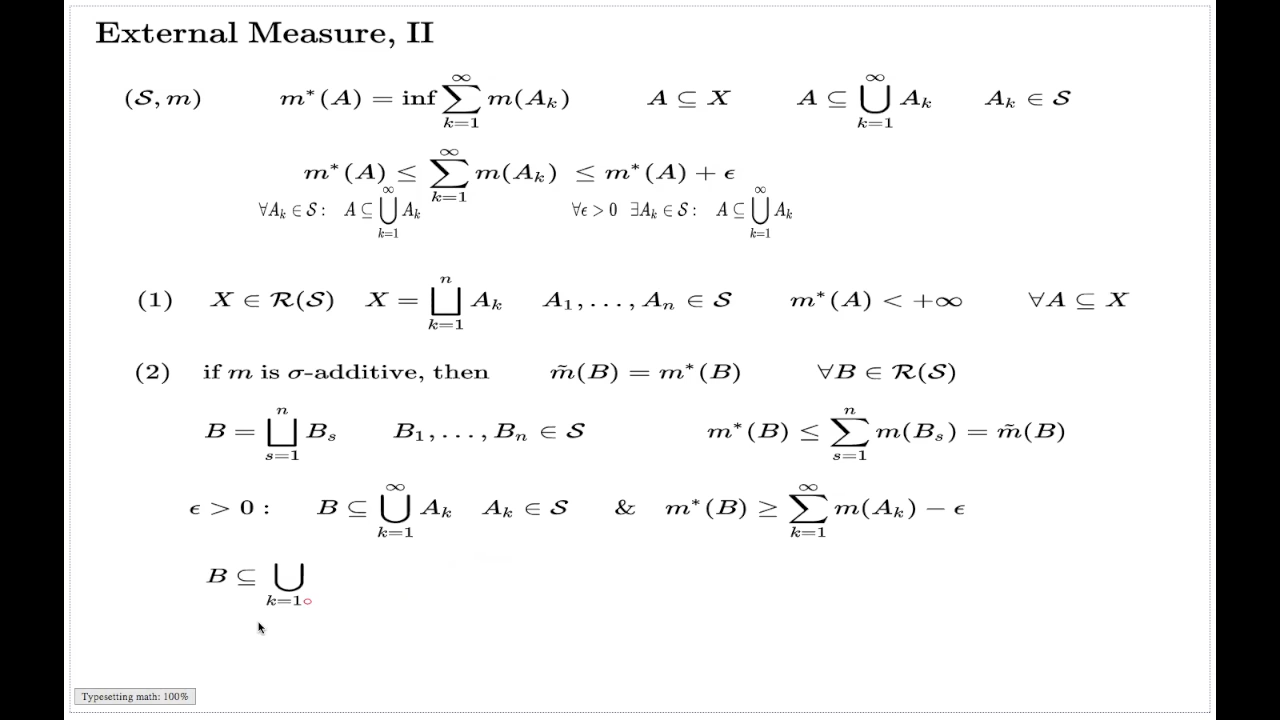 External Measure, II
(𝒮, m) m*(A) = inf ∑_{k=1}^{∞} m(A_k) A ⊆ X A ⊆ ⋃_{k=1}^{∞} A_k A_k ∈ 𝒮
m*(A) ≤ ∑_{k=1}^{∞} m(A_k) ≤ m*(A) + ϵ
∀A_k ∈ 𝒮 : A ⊆ ⋃_{k=1}^{∞} A_k ∀ϵ > 0 ∃A_k ∈ 𝒮 : A ⊆ ⋃_{k=1}^{∞} A_k
(1) X ∈ ℛ(𝒮) X = ⨆_{k=1}^{n} A_k A_1, . . . , A_n ∈ 𝒮 m*(A) < +∞ ∀A ⊆ X
(2) if m is σ-additive, then m̃(B) = m*(B) ∀B ∈ ℛ(𝒮)
B = ⨆_{s=1}^{n} B_s B_1, . . . , B_n ∈ 𝒮 m*(B) ≤ ∑_{s=1}^{n} m(B_s) = m̃(B)
ϵ > 0 : B ⊆ ⋃_{k=1}^{∞} A_k A_k ∈ 𝒮 & m*(B) ≥ ∑_{k=1}^{∞} m(A_k) − ϵ
B ⊆ ⋃_{k=1○}
Typesetting math: 100%